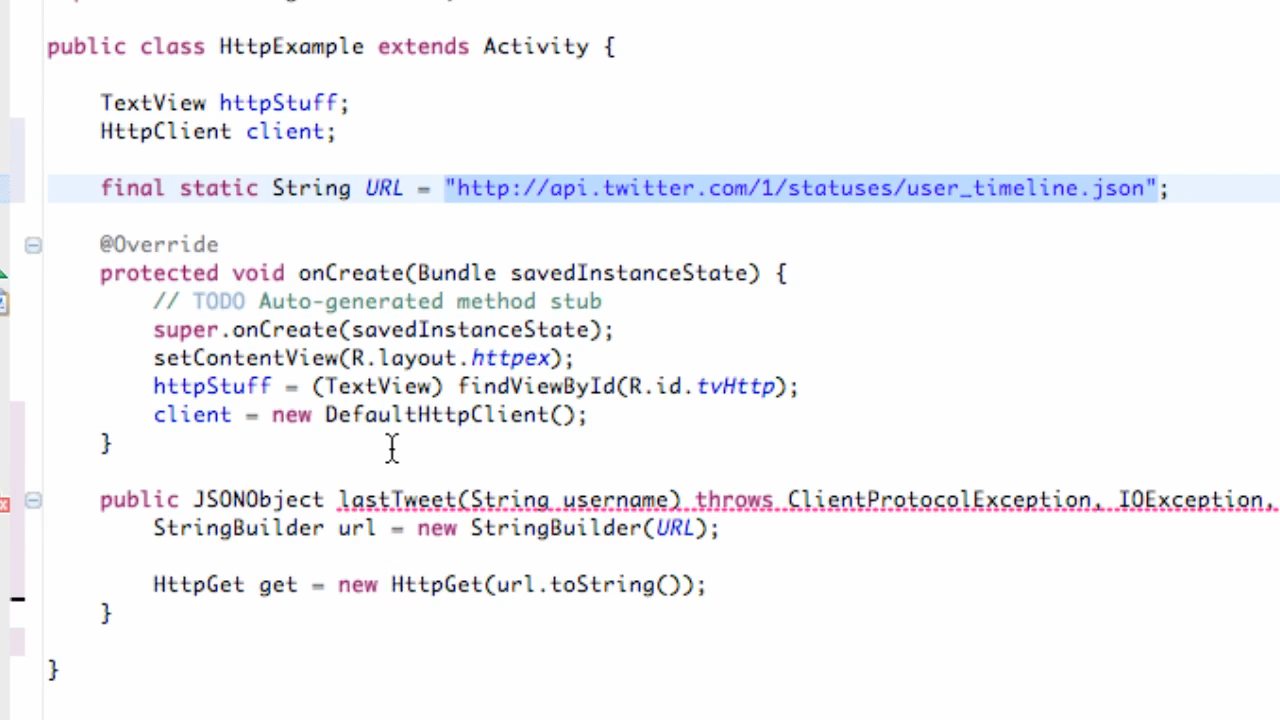 public class HttpExample extends Activity {
TextView httpStuff;
HttpClient client;
final static String URL = "http://api.twitter.com/1/statuses/user_timeline.json";
@Override
protected void onCreate(Bundle savedInstanceState) {
// TODO Auto-generated method stub
super.onCreate(savedInstanceState);
setContentView(R.layout.httpex);
httpStuff = (TextView) findViewById(R.id.tvHttp);
client = new DefaultHttpClient();
}
public JSONObject lastTweet(String username) throws ClientProtocolException, IOException,
StringBuilder url = new StringBuilder(URL);
HttpGet get = new HttpGet(url.toString());
}
}